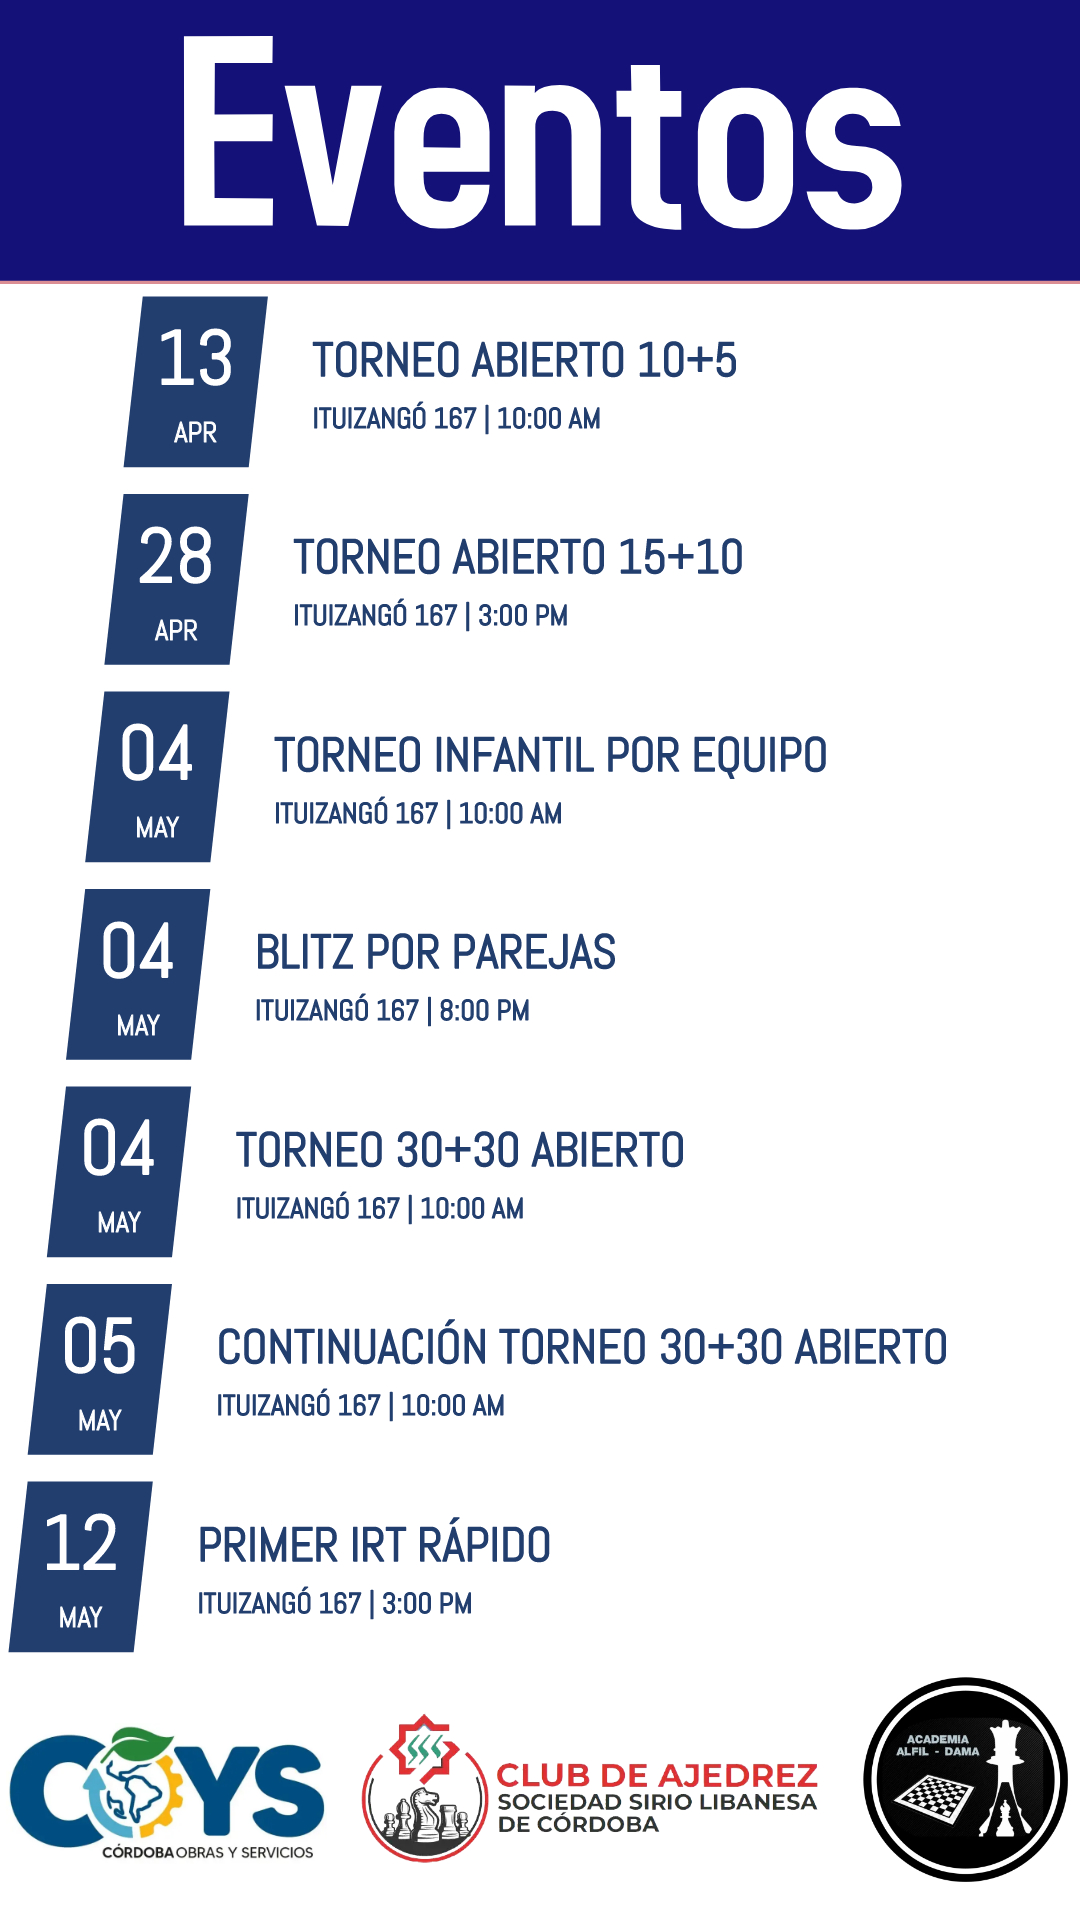 Eventos
13
APR
TORNEO ABIERTO 10+5
ITUIZANGÓ 167 | 10:00 AM
28
APR
TORNEO ABIERTO 15+10
ITUIZANGÓ 167 | 3:00 PM
04
MAY
TORNEO INFANTIL POR EQUIPO
ITUIZANGÓ 167 | 10:00 AM
04
MAY
BLITZ POR PAREJAS
ITUIZANGÓ 167 | 8:00 PM
04
MAY
TORNEO 30+30 ABIERTO
ITUIZANGÓ 167 | 10:00 AM
05
MAY
CONTINUACIÓN TORNEO 30+30 ABIERTO
ITUIZANGÓ 167 | 10:00 AM
12
MAY
PRIMER IRT RÁPIDO
ITUIZANGÓ 167 | 3:00 PM
COYS
CÓRDOBA OBRAS Y SERVICIOS
CLUB DE AJEDREZ
SOCIEDAD SIRIO LIBANESA
DE CÓRDOBA
ACADEMIA
ALFIL - DAMA